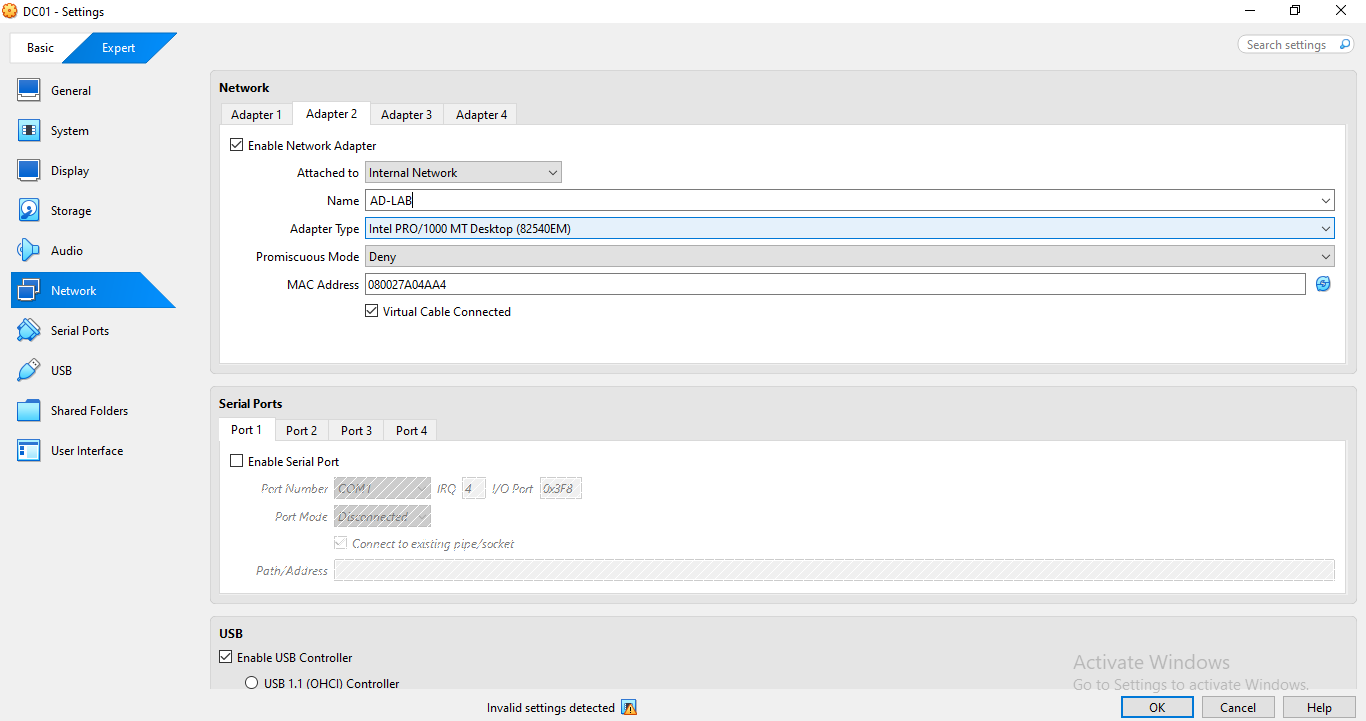 DC01 - Settings
Basic
Expert
Search settings
General
System
Display
Storage
Audio
Network
Serial Ports
USB
Shared Folders
User Interface
Network
Adapter 1
Adapter 2
Adapter 3
Adapter 4
Enable Network Adapter
Attached to Internal Network
Name AD-LAB
Adapter Type Intel PRO/1000 MT Desktop (82540EM)
Promiscuous Mode Deny
MAC Address 080027A04AA4
Virtual Cable Connected
Serial Ports
Port 1
Port 2
Port 3
Port 4
Enable Serial Port
Port Number COM1 IRQ 4 I/O Port 0x3F8
Port Mode Disconnected
Connect to existing pipe/socket
Path/Address
USB
Enable USB Controller
USB 1.1 (OHCI) Controller
Activate Windows
Go to Settings to activate Windows.
Invalid settings detected
OK
Cancel
Help